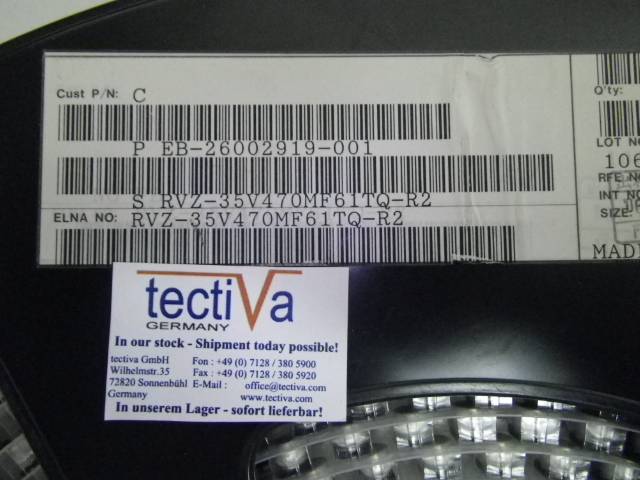 Cust P/N: C
P EB-26002919-001
S RVZ-35V470MF61TQ-R2
ELNA NO: RVZ-35V470MF61TQ-R2
Q'ty:
LOT NO
106
RFE NO
INT NO
SIZE
MADE
tectiVa
GERMANY
In our stock - Shipment today possible!
tectiva GmbH Fon : +49 (0) 7128 / 380 5900
Wilhelmstr.35 Fax : +49 (0) 7128 / 380 5920
72820 Sonnenbühl E-Mail : office@tectiva.com
Germany www.tectiva.com
In unserem Lager - sofort lieferbar!